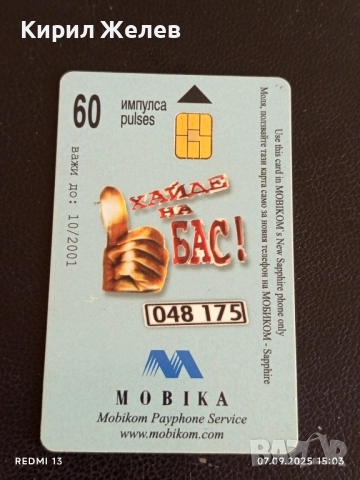 Кирил Желев
60
импулса
pulses
важи до: 10/2001
Use this card in MOBIKOM's New Sapphire phone only
Моля, ползвайте тази карта само за новия телефон на МОБИКОМ - Sapphire
ХАЙДЕ
НА
БАС!
048 175
MOBIKA
Mobikom Payphone Service
www.mobikom.com
REDMI 13
07.09.2025 15:03
БАЗАР